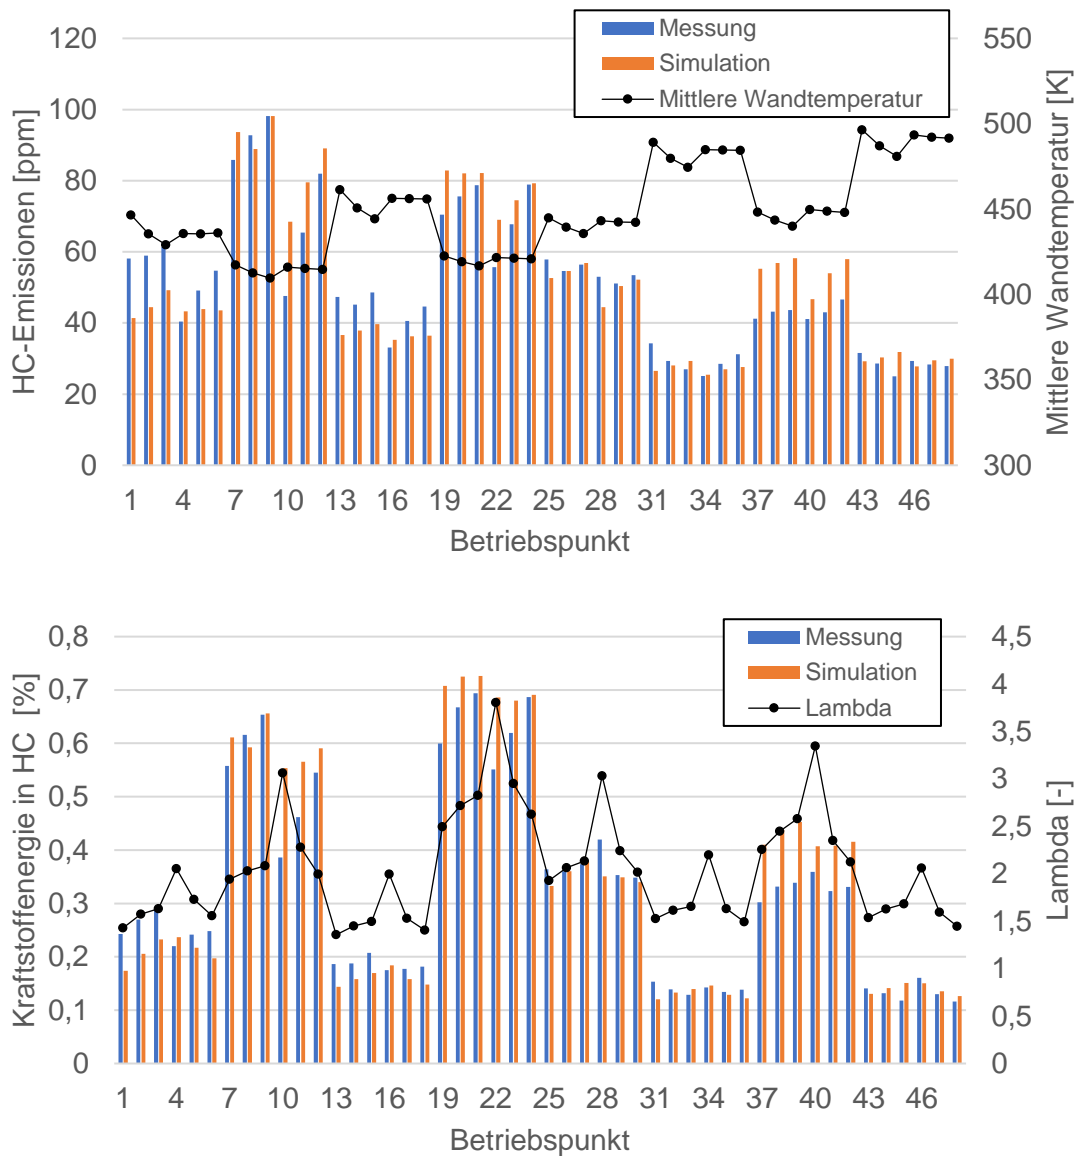 120
100
80
60
40
20
0
HC-Emissionen [ppm]
Messung
Simulation
Mittlere Wandtemperatur
550
500
450
400
350
300
Mittlere Wandtemperatur [K]
1 4 7 10 13 16 19 22 25 28 31 34 37 40 43 46
Betriebspunkt
0,8
0,7
0,6
0,5
0,4
0,3
0,2
0,1
0
Kraftstoffenergie in HC [%]
Messung
Simulation
Lambda
4,5
4
3,5
3
2,5
2
1,5
1
0,5
0
Lambda [-]
1 4 7 10 13 16 19 22 25 28 31 34 37 40 43 46
Betriebspunkt